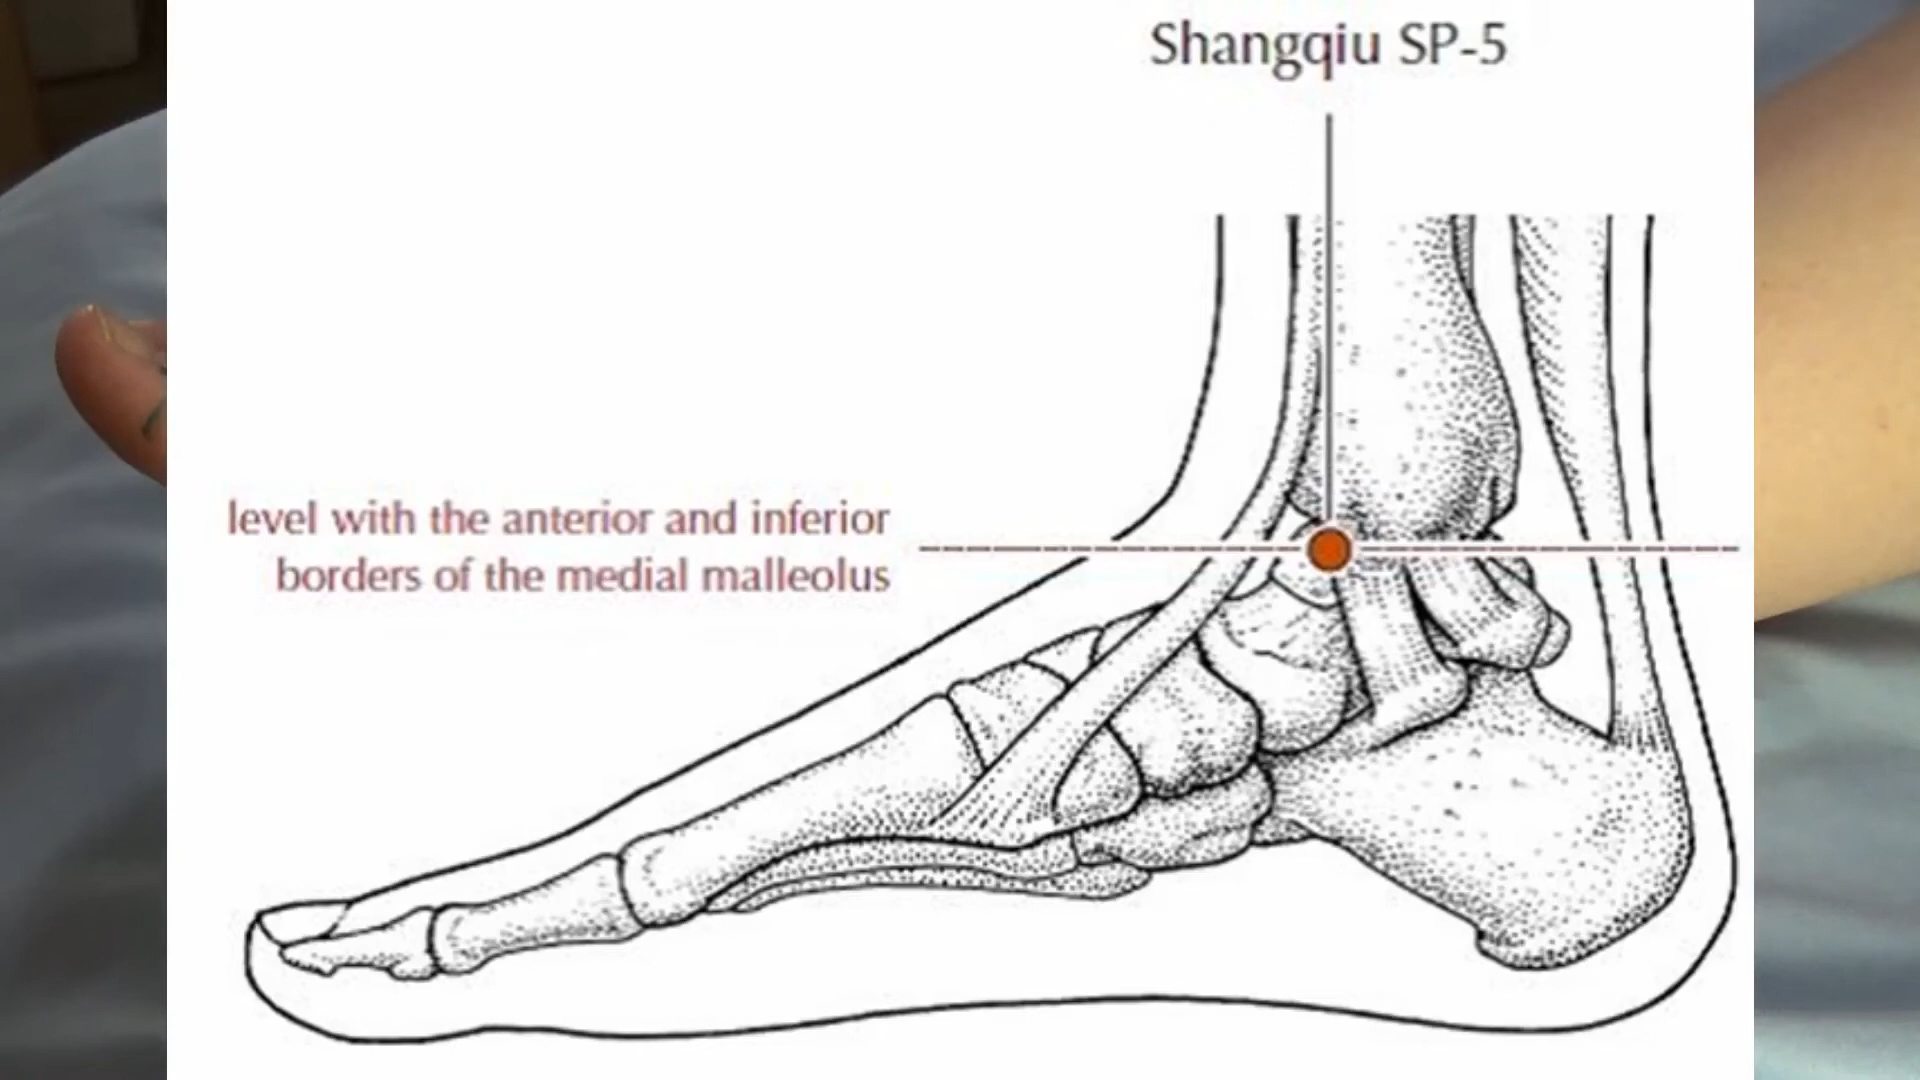 Shangqiu SP-5
level with the anterior and inferior
borders of the medial malleolus